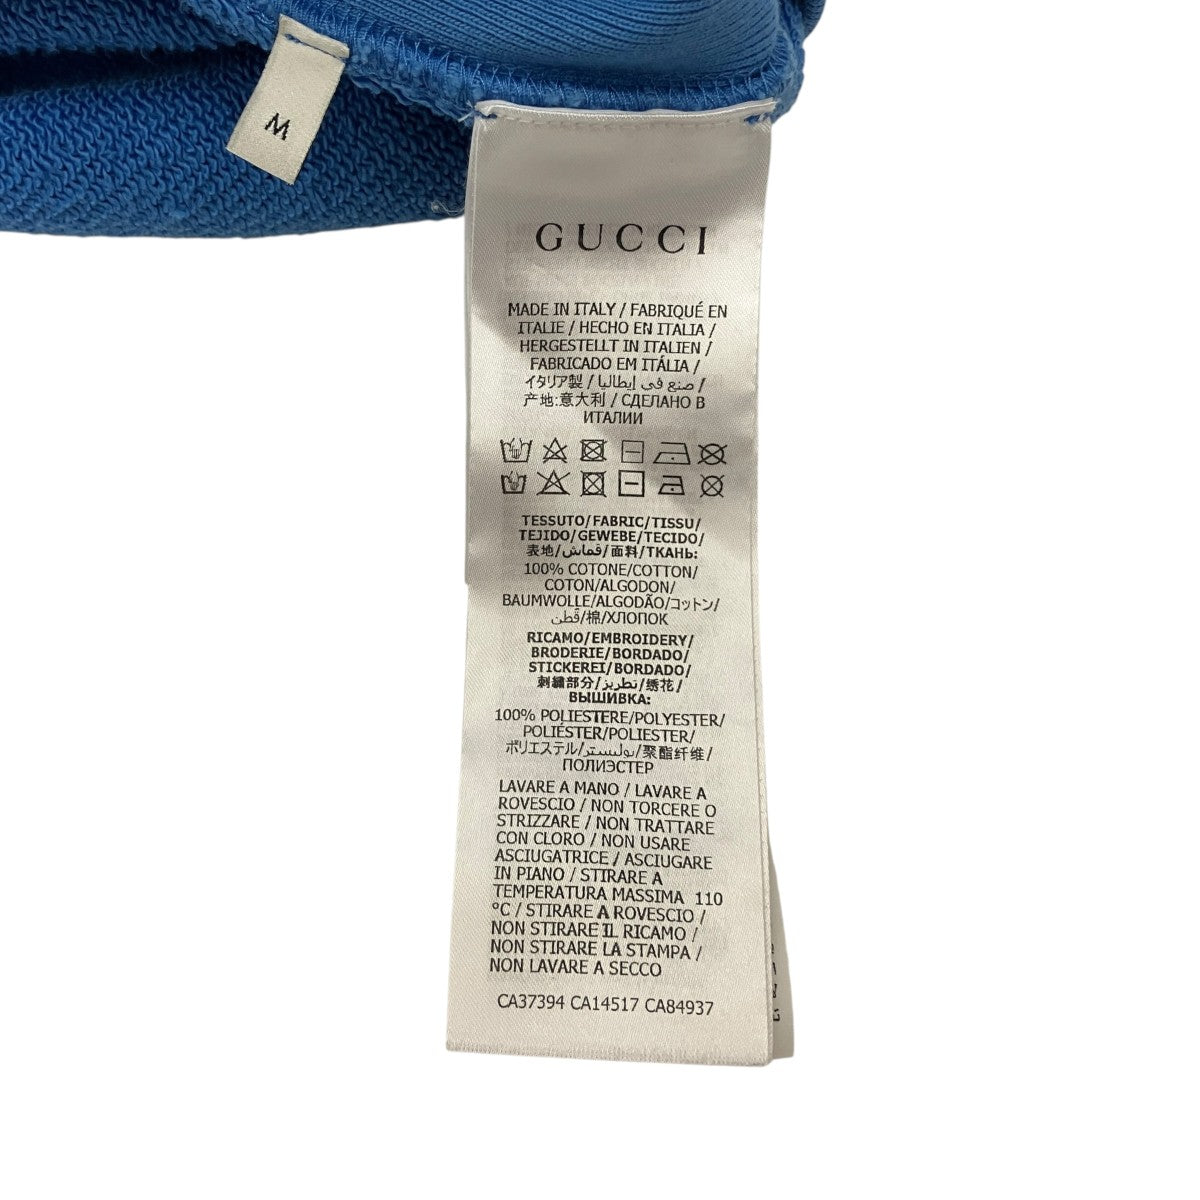 M
GUCCI
MADE IN ITALY / FABRIQUÉ EN
ITALIE / HECHO EN ITALIA /
HERGESTELLT IN ITALIEN /
FABRICADO EM ITÁLIA /
イタリア製 / صنع في إيطاليا /
产地:意大利 / СДЕЛАНО В
ИТАЛИИ
TESSUTO/FABRIC/TISSU/
TEJIDO/GEWEBE/TECIDO/
表地/قماش/面料/ТКАНЬ:
100% COTONE/COTTON/
COTON/ALGODON/
BAUMWOLLE/ALGODÃO/コットン/
قطن/棉/ХЛОПОК
RICAMO/EMBROIDERY/
BRODERIE/BORDADO/
STICKEREI/BORDADO/
刺繍部分/تطريز/绣花/
ВЫШИВКА:
100% POLIESTERE/POLYESTER/
POLIÉSTER/POLIESTER/
ポリエステル/بوليستر/聚酯纤维/
ПОЛИЭСТЕР
LAVARE A MANO / LAVARE A
ROVESCIO / NON TORCERE O
STRIZZARE / NON TRATTARE
CON CLORO / NON USARE
ASCIUGATRICE / ASCIUGARE
IN PIANO / STIRARE A
TEMPERATURA MASSIMA 110
°C / STIRARE A ROVESCIO /
NON STIRARE IL RICAMO /
NON STIRARE LA STAMPA /
NON LAVARE A SECCO
CA37394 CA14517 CA84937